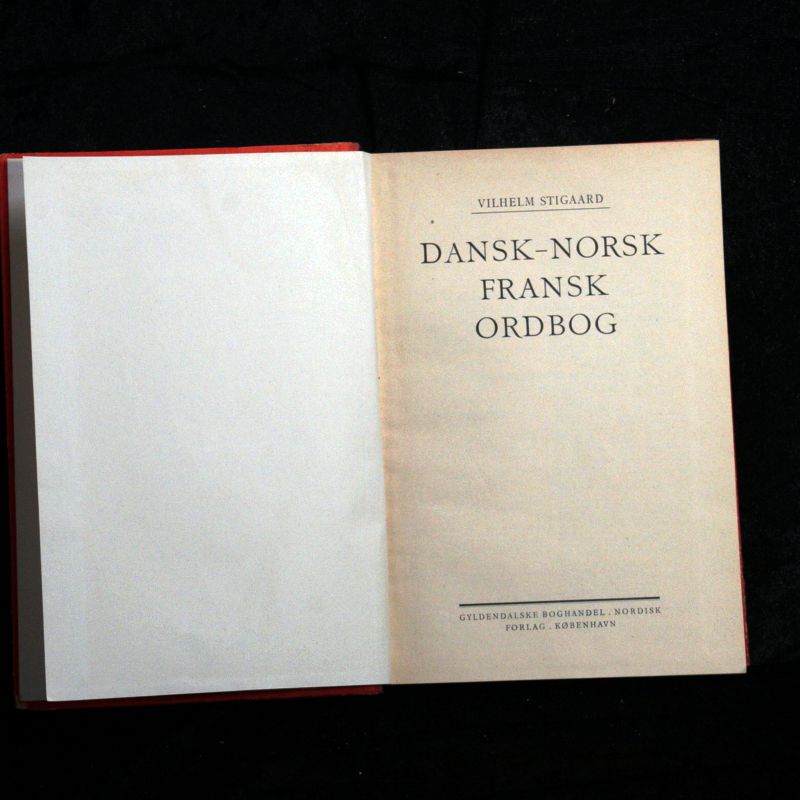 VILHELM STIGAARD
DANSK-NORSK
FRANSK
ORDBOG
GYLDENDALSKE BOGHANDEL . NORDISK
FORLAG . KØBENHAVN